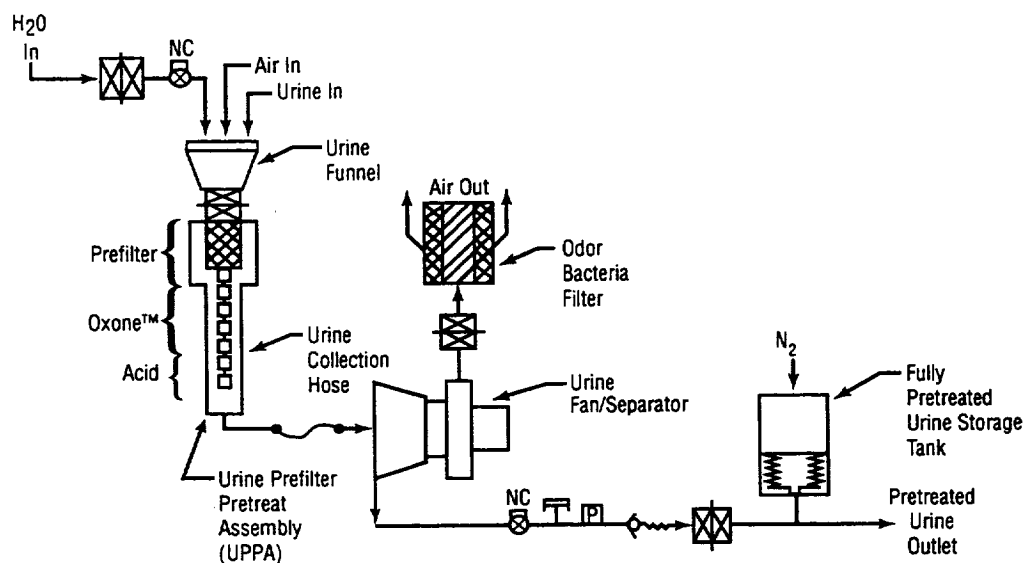 H2O
In
NC
Air In
Urine In
Urine
Funnel
Air Out
Prefilter
Odor
Bacteria
Filter
Oxone™
Urine
Collection
Hose
Acid
N2
Urine
Fan/Separator
Fully
Pretreated
Urine Storage
Tank
Urine Prefilter
Pretreat
Assembly
(UPPA)
NC
P
Pretreated
Urine
Outlet